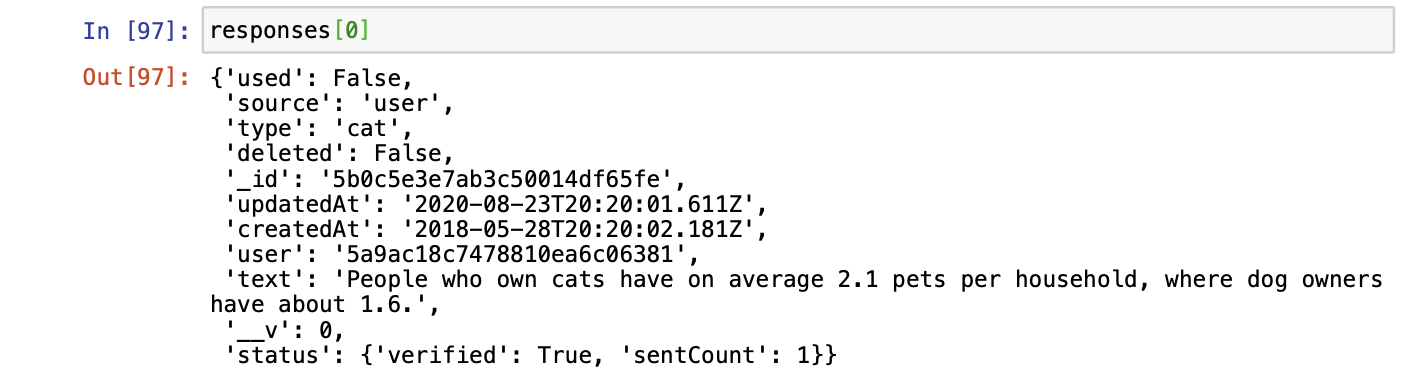 In [97]: responses[0]
Out[97]: {'used': False,
'source': 'user',
'type': 'cat',
'deleted': False,
'_id': '5b0c5e3e7ab3c50014df65fe',
'updatedAt': '2020-08-23T20:20:01.611Z',
'createdAt': '2018-05-28T20:20:02.181Z',
'user': '5a9ac18c7478810ea6c06381',
'text': 'People who own cats have on average 2.1 pets per household, where dog owners
have about 1.6.',
'__v': 0,
'status': {'verified': True, 'sentCount': 1}}